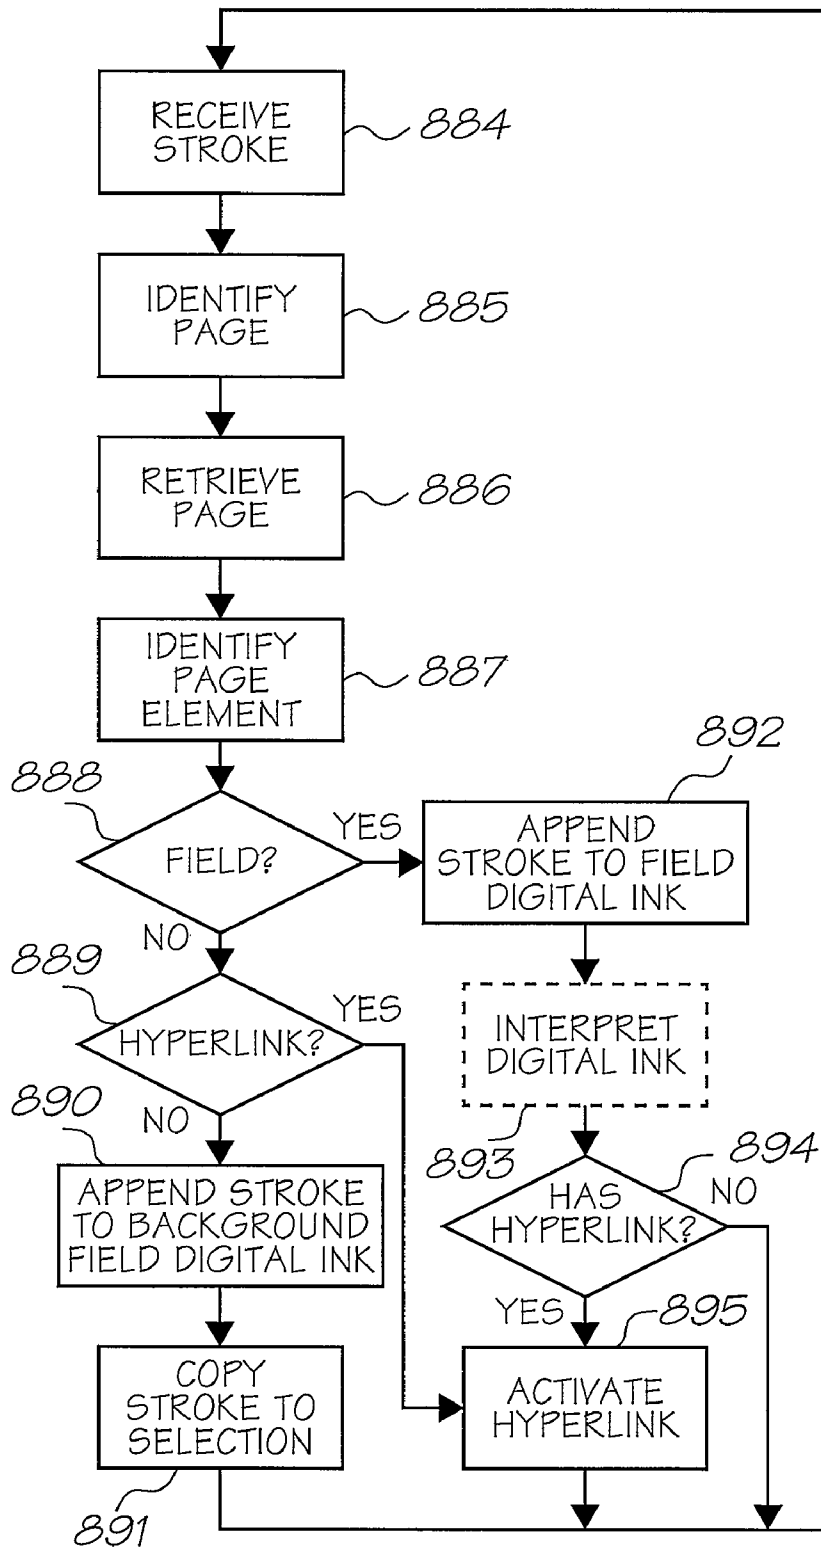 RECEIVE
STROKE
884
IDENTIFY
PAGE
885
RETRIEVE
PAGE
886
IDENTIFY
PAGE
ELEMENT
887
888
FIELD?
YES
NO
892
APPEND
STROKE TO FIELD
DIGITAL INK
889
HYPERLINK?
YES
NO
INTERPRET
DIGITAL INK
893
890
APPEND STROKE
TO BACKGROUND
FIELD DIGITAL INK
894
HAS
HYPERLINK?
NO
YES
895
COPY
STROKE TO
SELECTION
891
ACTIVATE
HYPERLINK